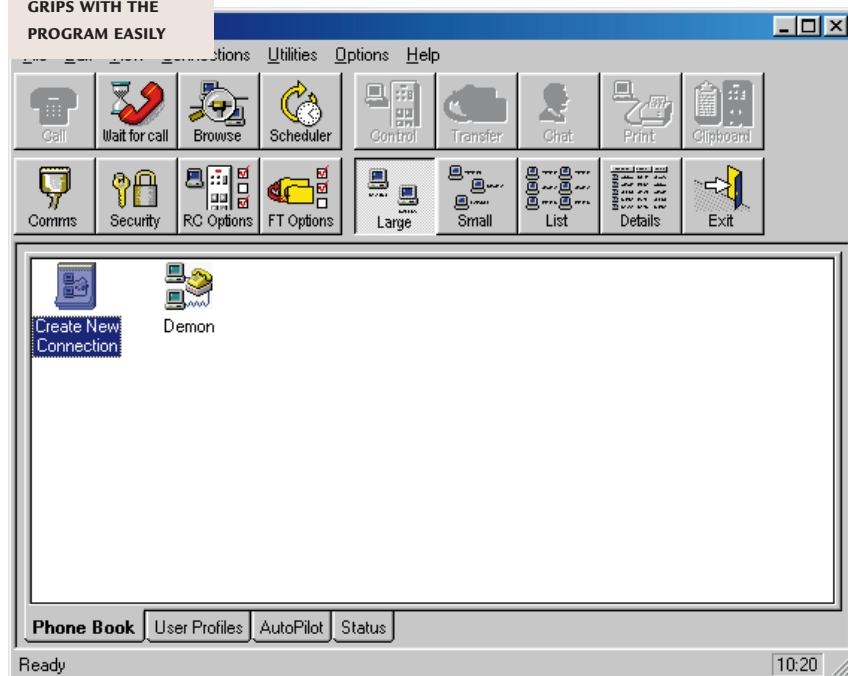 GRIPS WITH THE
PROGRAM EASILY
Utilities Options Help
Call Wait for call Browse Scheduler Control Transfer Chat Print Clipboard
Comms Security RC Options FT Options Large Small List Details Exit
Create New
Connection
Demon
Phone Book User Profiles AutoPilot Status
Ready 10:20